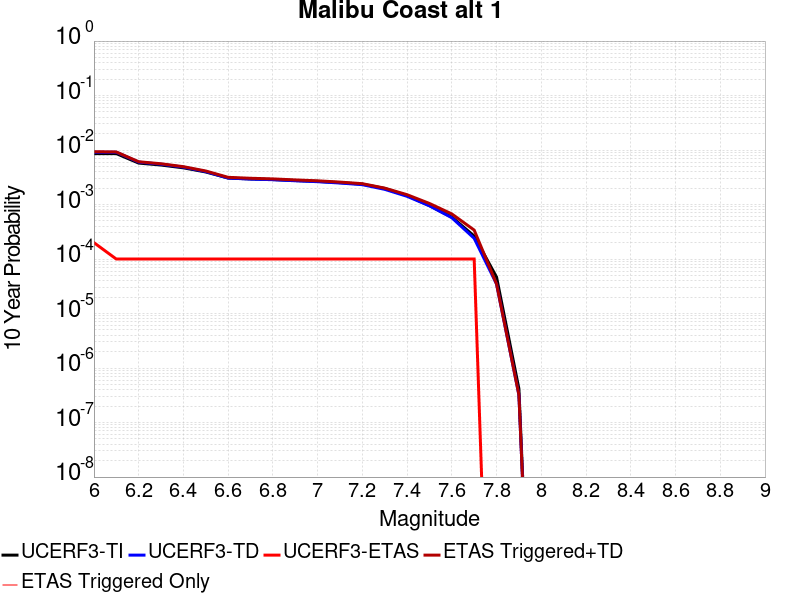 Malibu Coast alt 1
10 Year Probability
10^0
10^-1
10^-2
10^-3
10^-4
10^-5
10^-6
10^-7
10^-8
6 6.2 6.4 6.6 6.8 7 7.2 7.4 7.6 7.8 8 8.2 8.4 8.6 8.8 9
Magnitude
UCERF3-TI UCERF3-TD UCERF3-ETAS ETAS Triggered+TD
ETAS Triggered Only